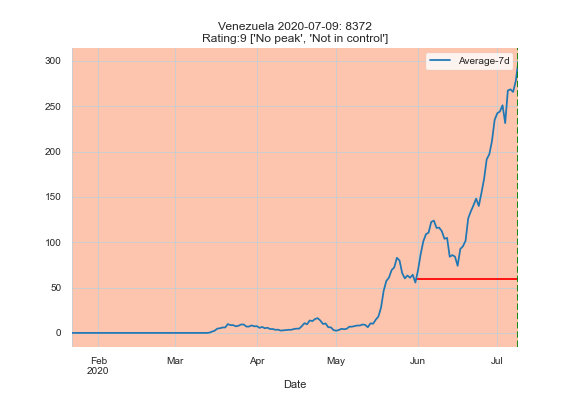 Venezuela 2020-07-09: 8372
Rating:9 ['No peak', 'Not in control']
Average-7d
300
250
200
150
100
50
0
Feb
2020
Mar
Apr
May
Jun
Jul
Date